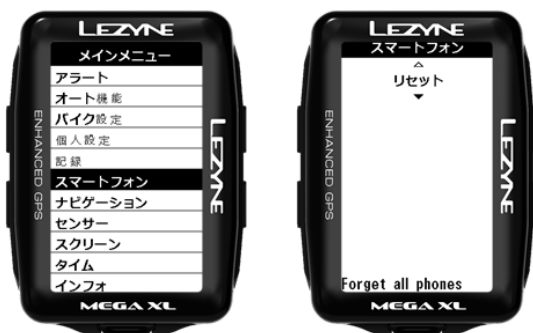 LEZYNE
メインメニュー
アラート
オート機能
バイク設定
個人設定
記録
スマートフォン
ナビゲーション
センサー
スクリーン
タイム
インフォ
ENHANCED GPS
LEZYNE
MEGA XL
LEZYNE
スマートフォン
リセット
Forget all phones
ENHANCED GPS
LEZYNE
MEGA XL